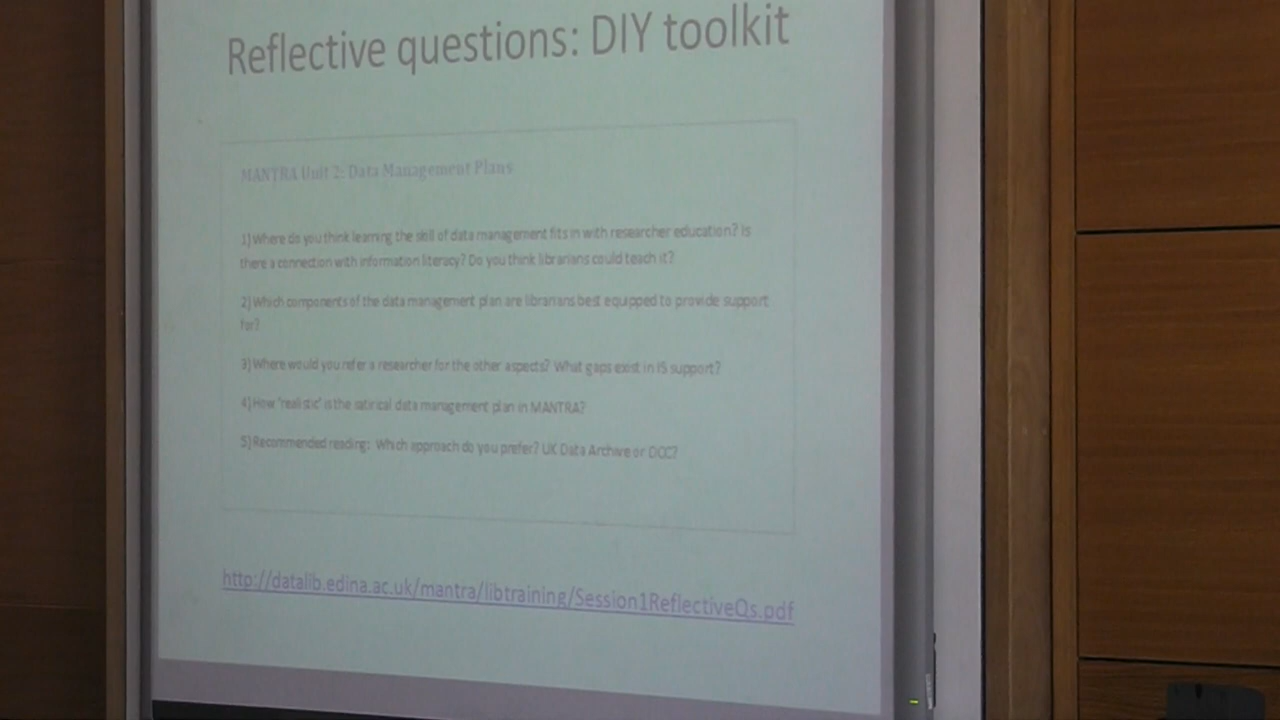 Reflective questions: DIY toolkit
MANTRA Unit 2: Data Management Plans
1) Where do you think learning the skill of data management fits in with researcher education? Is
there a connection with information literacy? Do you think librarians could teach it?
2) Which components of the data management plan are librarians best equipped to provide support
for?
3) Where would you refer a researcher for the other aspects? What gaps exist in IS support?
4) How 'realistic' is the satirical data management plan in MANTRA?
5) Recommended reading: Which approach do you prefer? UK Data Archive or DCC?
http://datalib.edina.ac.uk/mantra/libtraining/Session1ReflectiveQs.pdf